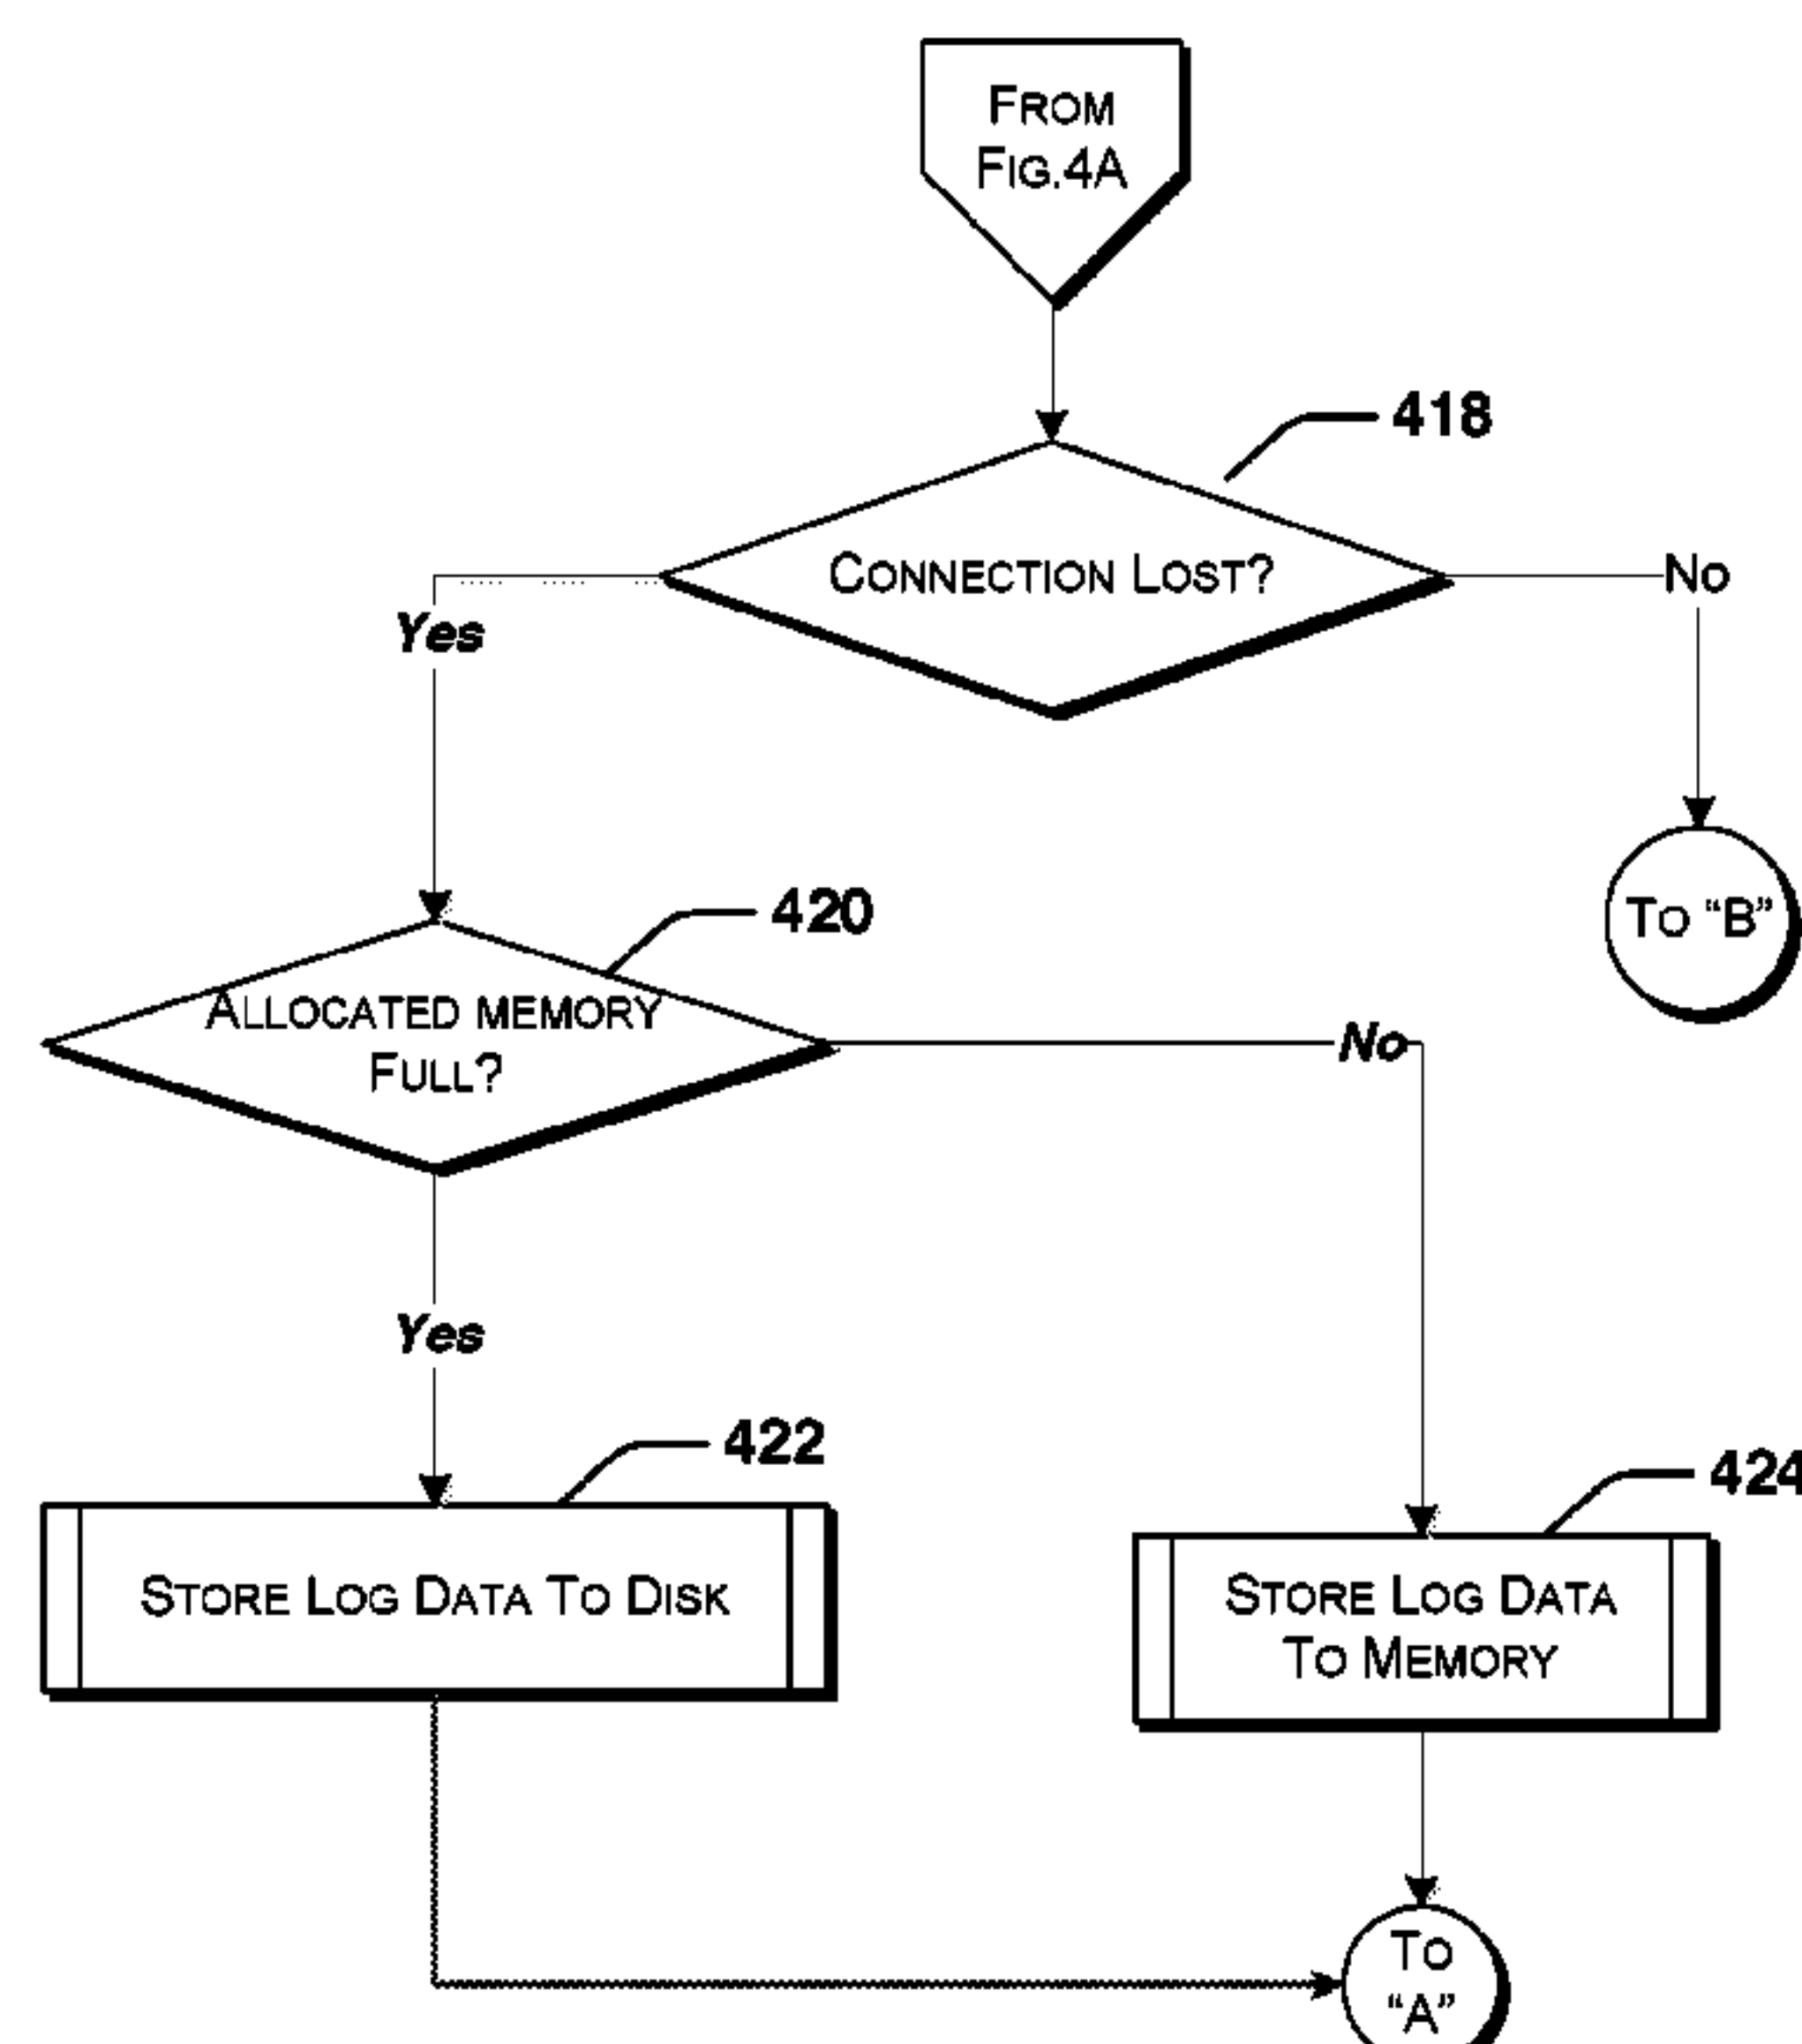 FROM
FIG.4A
418
CONNECTION LOST?
No
Yes
420
TO “B”
ALLOCATED MEMORY
FULL?
No
Yes
422
424
STORE LOG DATA TO DISK
STORE LOG DATA
TO MEMORY
TO
“A”